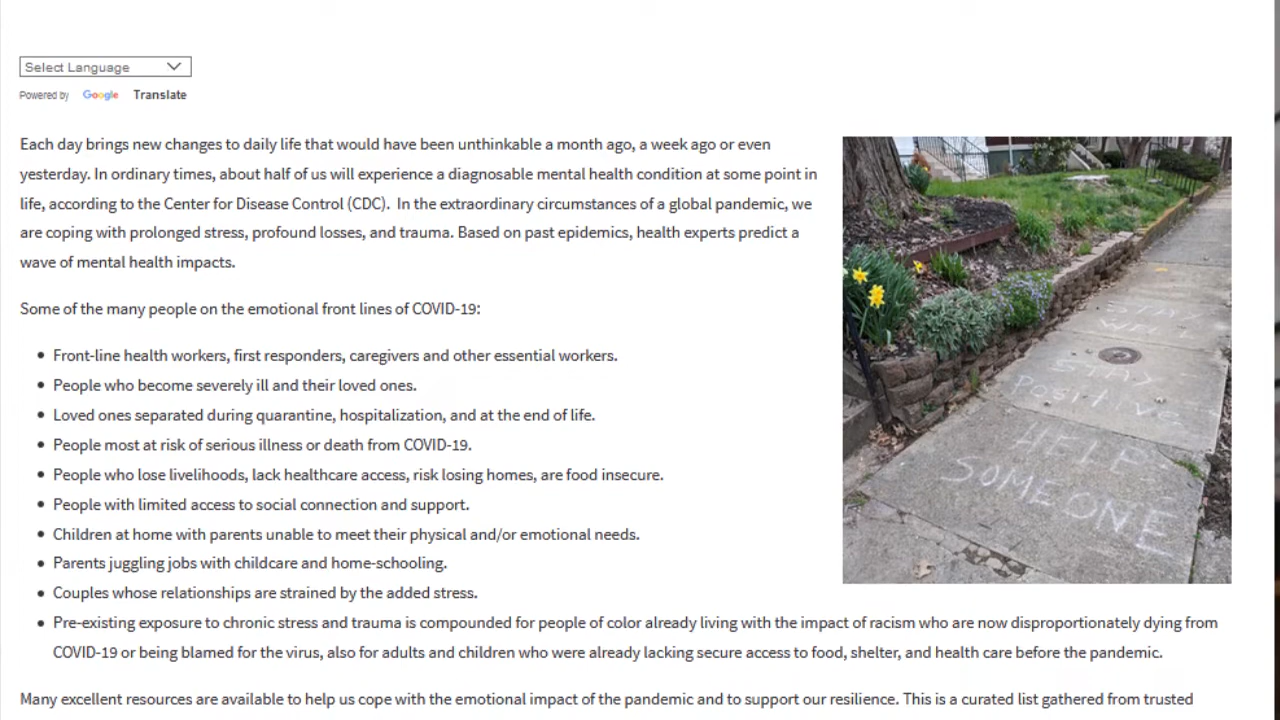 Select Language
Powered by Google Translate
Each day brings new changes to daily life that would have been unthinkable a month ago, a week ago or even
yesterday. In ordinary times, about half of us will experience a diagnosable mental health condition at some point in
life, according to the Center for Disease Control (CDC). In the extraordinary circumstances of a global pandemic, we
are coping with prolonged stress, profound losses, and trauma. Based on past epidemics, health experts predict a
wave of mental health impacts.
Some of the many people on the emotional front lines of COVID-19:
• Front-line health workers, first responders, caregivers and other essential workers.
• People who become severely ill and their loved ones.
• Loved ones separated during quarantine, hospitalization, and at the end of life.
• People most at risk of serious illness or death from COVID-19.
• People who lose livelihoods, lack healthcare access, risk losing homes, are food insecure.
• People with limited access to social connection and support.
• Children at home with parents unable to meet their physical and/or emotional needs.
• Parents juggling jobs with childcare and home-schooling.
• Couples whose relationships are strained by the added stress.
• Pre-existing exposure to chronic stress and trauma is compounded for people of color already living with the impact of racism who are now disproportionately dying from
COVID-19 or being blamed for the virus, also for adults and children who were already lacking secure access to food, shelter, and health care before the pandemic.
Many excellent resources are available to help us cope with the emotional impact of the pandemic and to support our resilience. This is a curated list gathered from trusted
STAY
WELL
STAY
POSiTiVE
HELP
SOMEONE